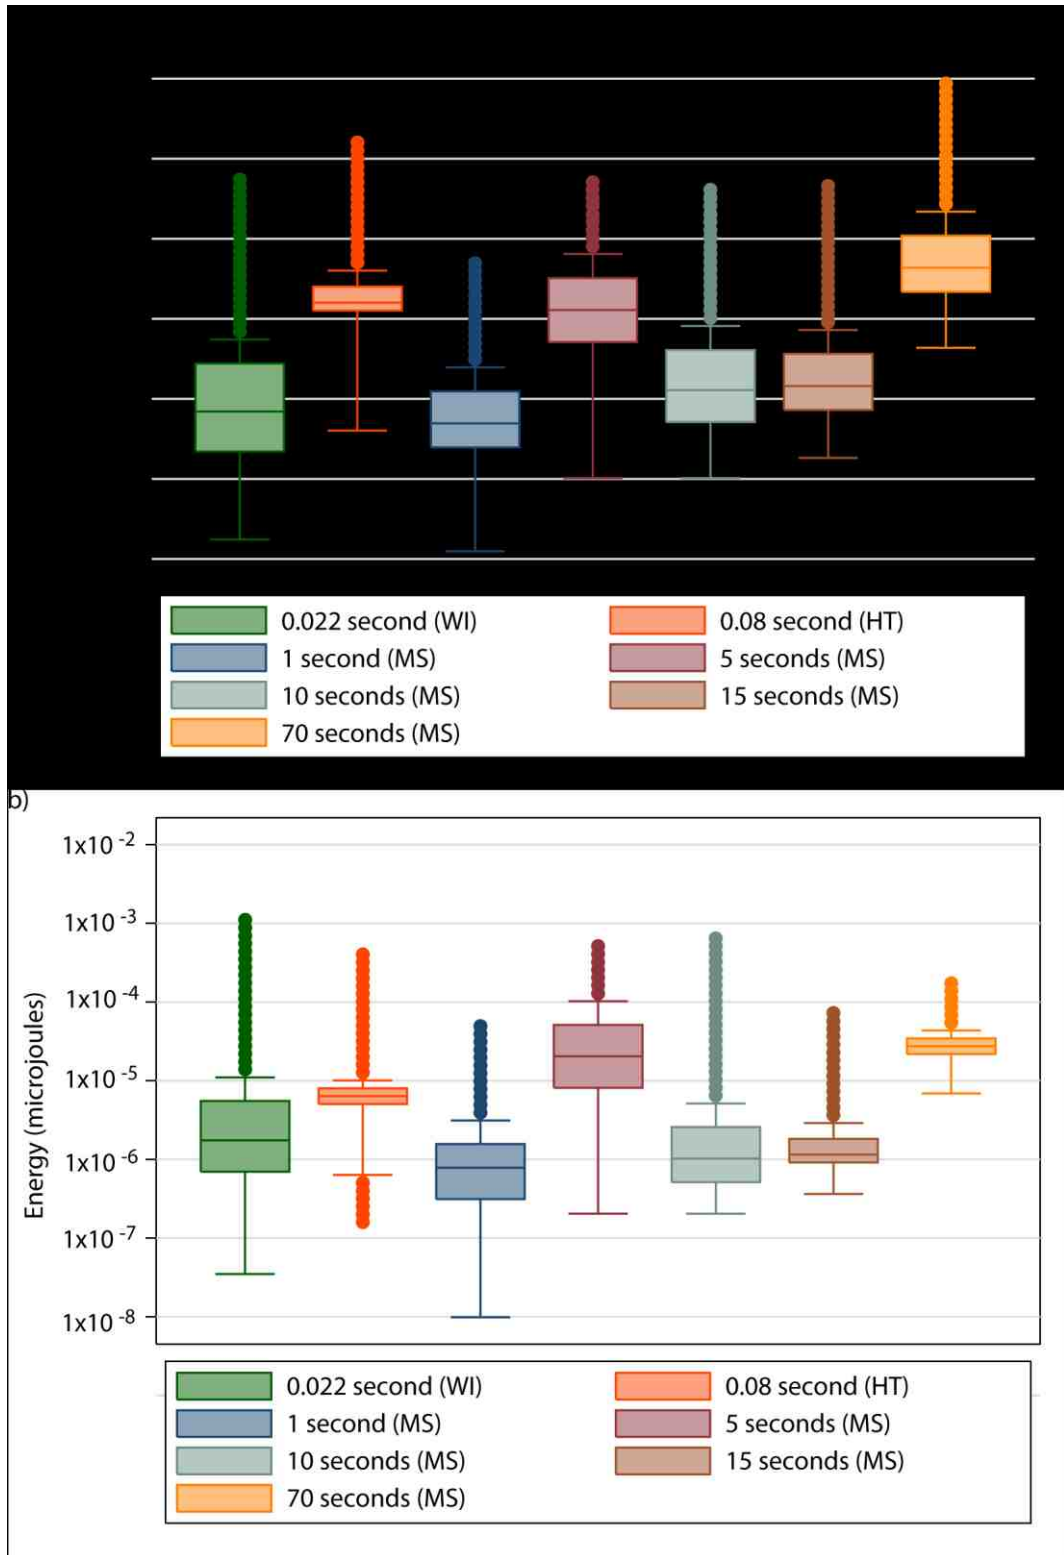 0.022 second (WI) 0.08 second (HT)
1 second (MS) 5 seconds (MS)
10 seconds (MS) 15 seconds (MS)
70 seconds (MS)
b)
1x10 -2
1x10 -3
1x10 -4
1x10 -5
1x10 -6
1x10 -7
1x10 -8
Energy (microjoules)
0.022 second (WI) 0.08 second (HT)
1 second (MS) 5 seconds (MS)
10 seconds (MS) 15 seconds (MS)
70 seconds (MS)